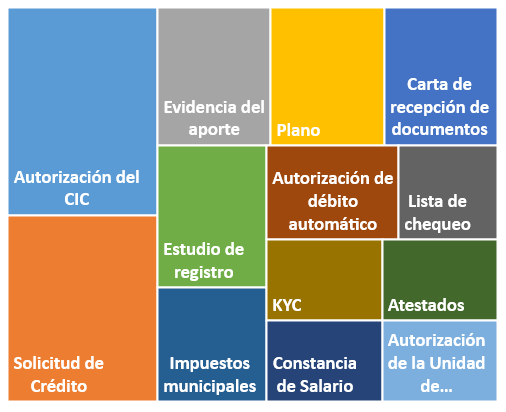 Autorización del
CIC
Evidencia del
aporte
Plano
Carta de
recepción de
documentos
Solicitud de
Crédito
Estudio de
registro
Autorización de
débito
automático
Lista de
chequeo
KYC
Atestados
Impuestos
municipales
Constancia
de Salario
Autorización
de la Unidad
de...